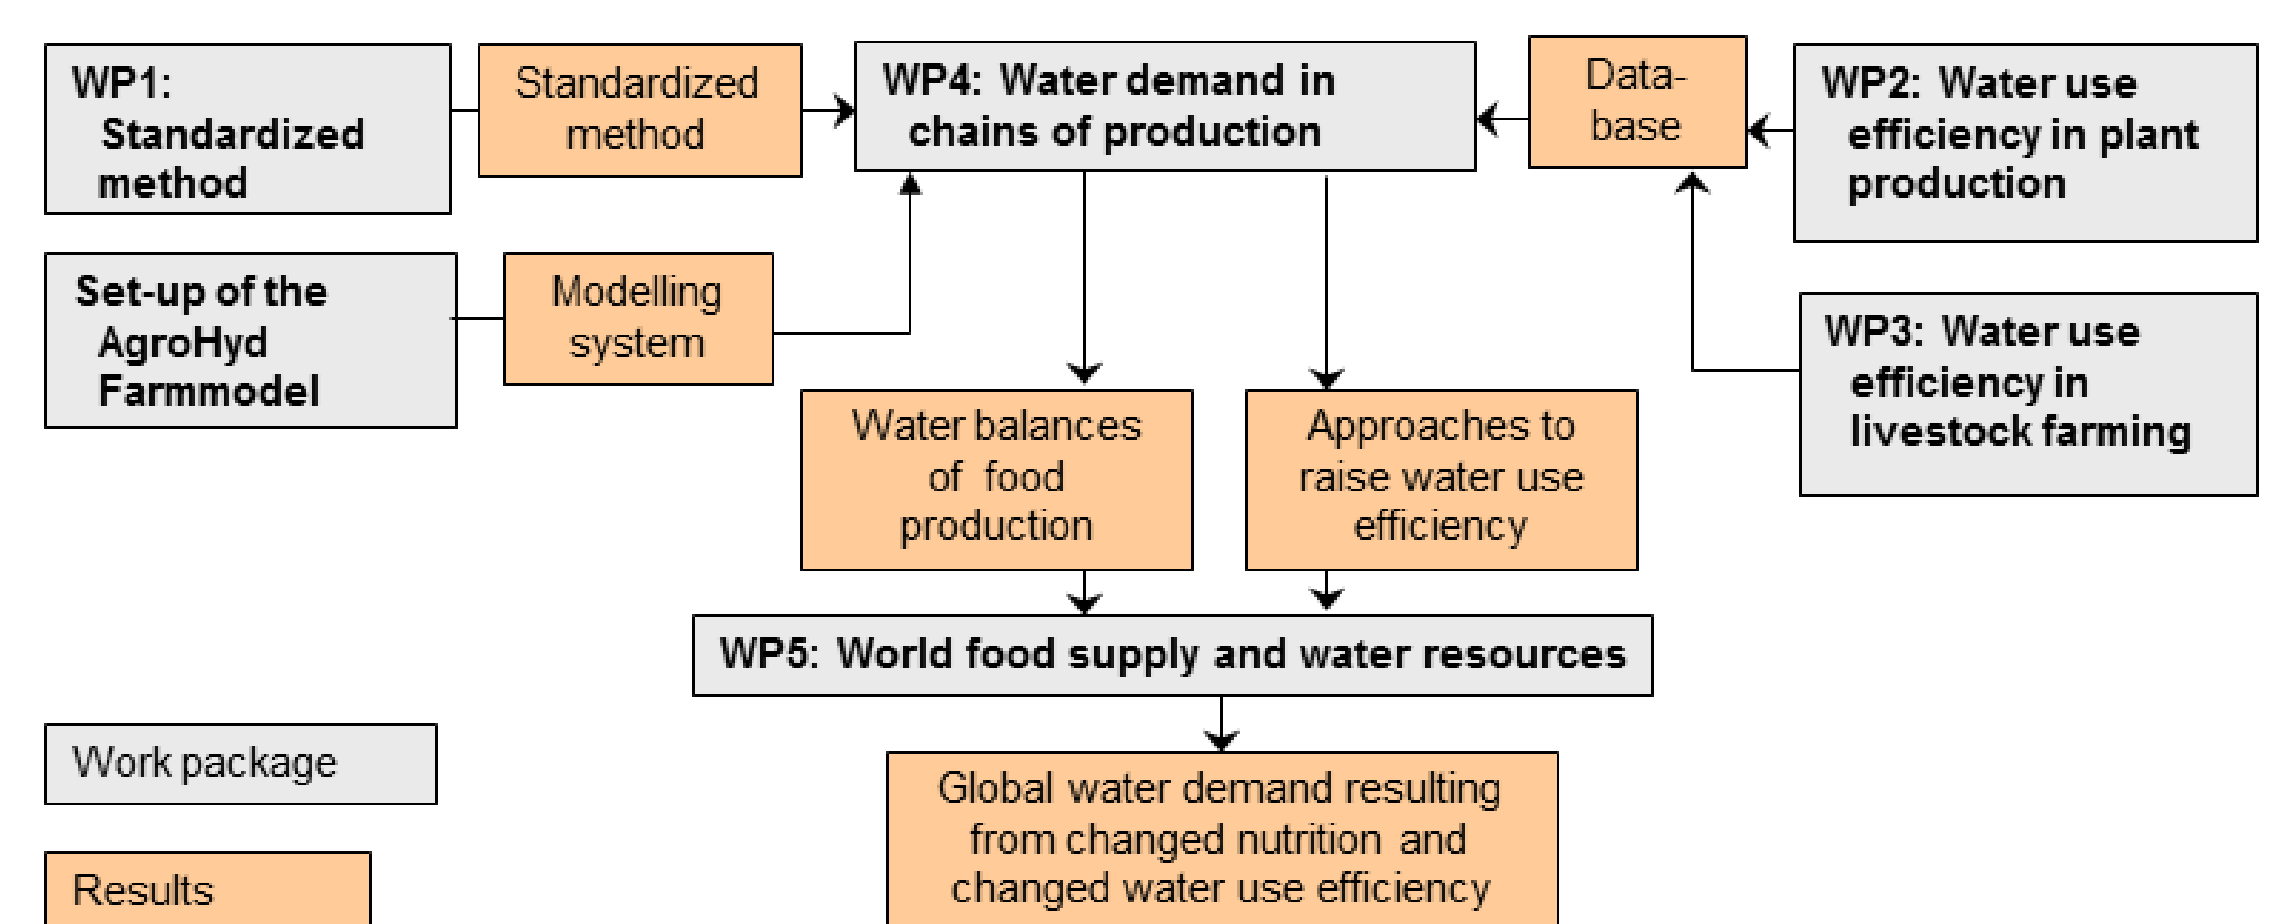 WP1:
Standardized
method
Standardized
method
WP4: Water demand in
chains of production
Data-
base
WP2: Water use
efficiency in plant
production
Set-up of the
AgroHyd
Farmmodel
Modelling
system
WP3: Water use
efficiency in
livestock farming
Water balances
of food
production
Approaches to
raise water use
efficiency
WP5: World food supply and water resources
Work package
Results
Global water demand resulting
from changed nutrition and
changed water use efficiency